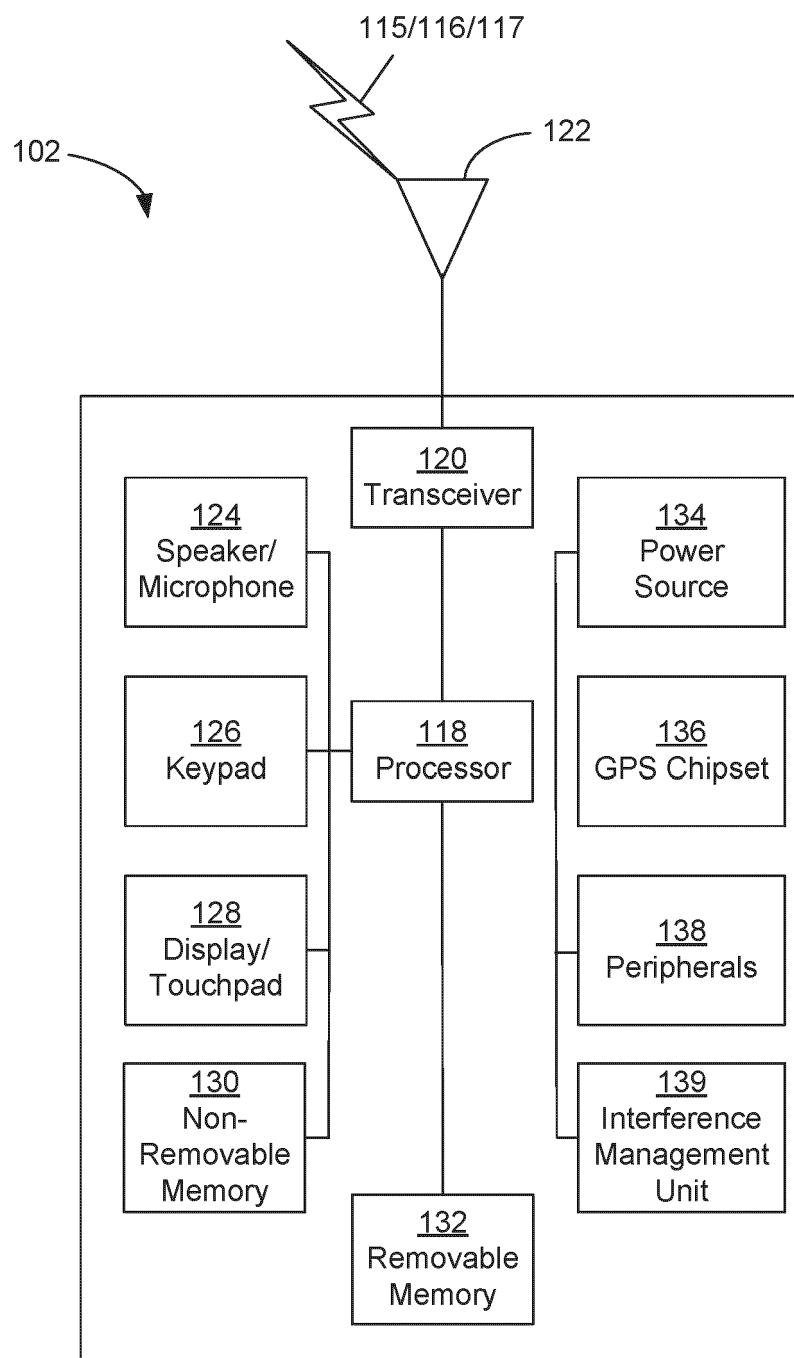 115/116/117
122
102
120
Transceiver
124
Speaker/
Microphone
134
Power
Source
126
Keypad
118
Processor
136
GPS Chipset
128
Display/
Touchpad
138
Peripherals
130
Non-
Removable
Memory
139
Interference
Management
Unit
132
Removable
Memory